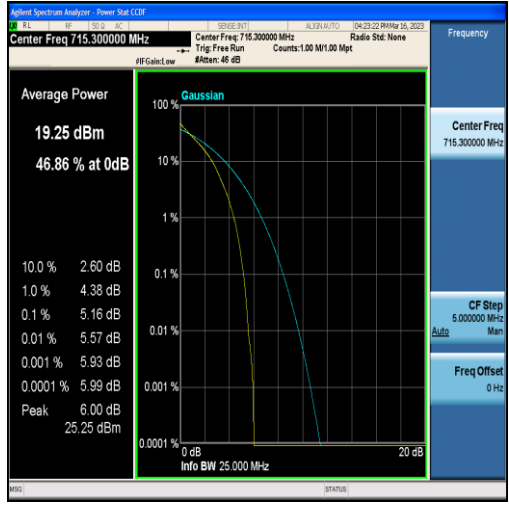 Agilent Spectrum Analyzer - Power Stat CCDF
RL RF 50 Ω AC SENSE:INT ALIGN AUTO 04:23:22 PM Mar 16, 2023
Center Freq 715.300000 MHz
Center Freq: 715.300000 MHz
Radio Std: None
Trig: Free Run Counts:1.00 M/1.00 Mpt
#IFGain:Low #Atten: 46 dB
Frequency
Average Power
19.25 dBm
46.86 % at 0dB
10.0 % 2.60 dB
1.0 % 4.38 dB
0.1 % 5.16 dB
0.01 % 5.57 dB
0.001 % 5.93 dB
0.0001 % 5.99 dB
Peak 6.00 dB
25.25 dBm
Gaussian
100 %
10 %
1 %
0.1 %
0.01 %
0.001 %
0.0001 %
0 dB 20 dB
Info BW 25.000 MHz
Center Freq
715.300000 MHz
CF Step
5.000000 MHz
Auto Man
Freq Offset
0 Hz
MSG STATUS